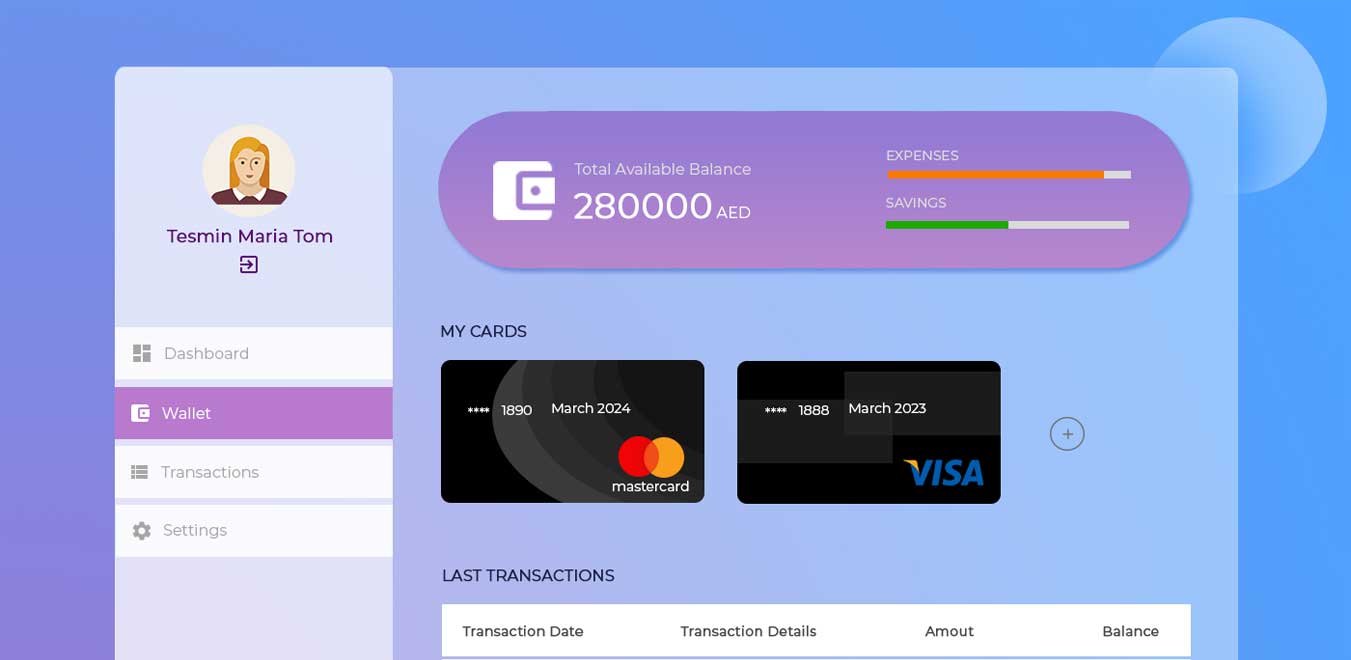 Tesmin Maria Tom
Dashboard
Wallet
Transactions
Settings
Total Available Balance
280000 AED
EXPENSES
SAVINGS
MY CARDS
**** 1890 March 2024
mastercard
**** 1888 March 2023
VISA
LAST TRANSACTIONS
Transaction Date Transaction Details Amout Balance